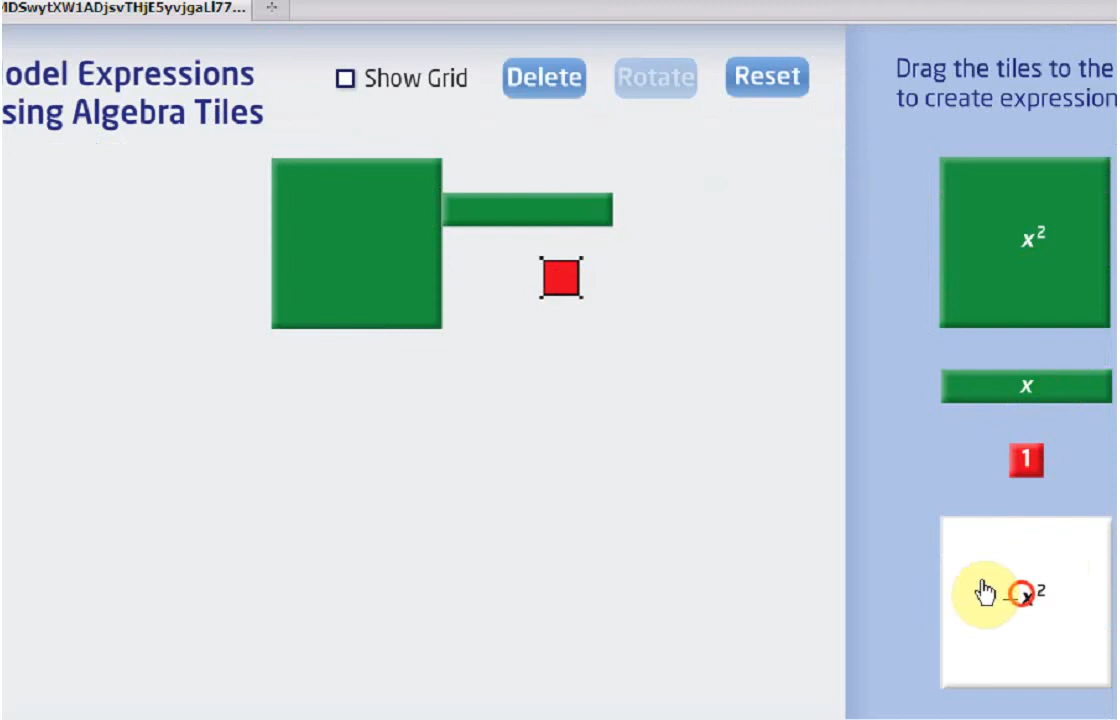 odel Expressions
sing Algebra Tiles
Show Grid
Delete
Rotate
Reset
Drag the tiles to the
to create expression
x²
x
1
–x²